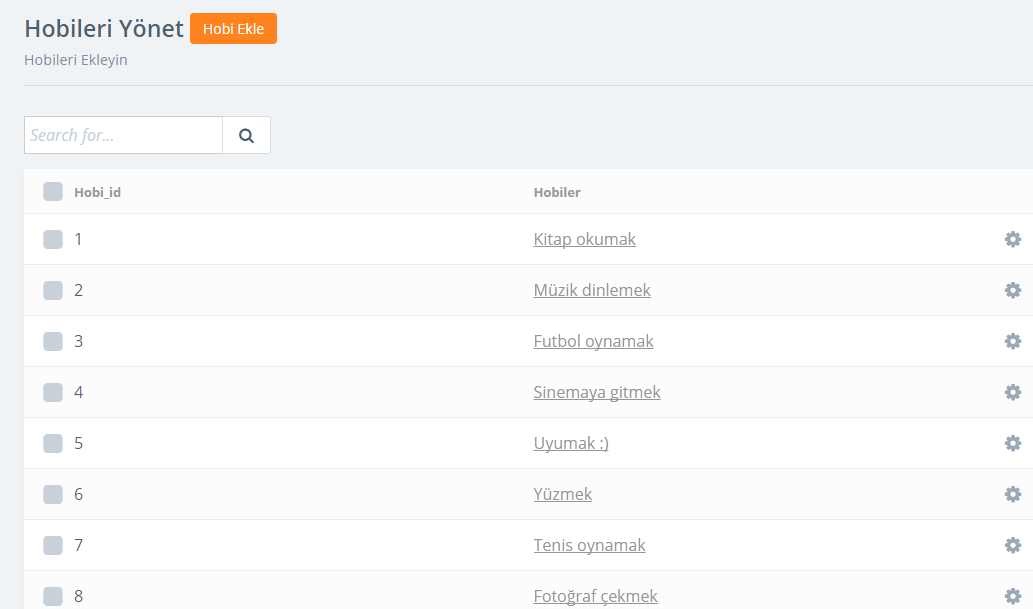 Hobileri Yönet Hobi Ekle
Hobileri Ekleyin
Search for...
Hobi_id Hobiler
1 Kitap okumak
2 Müzik dinlemek
3 Futbol oynamak
4 Sinemaya gitmek
5 Uyumak :)
6 Yüzmek
7 Tenis oynamak
8 Fotoğraf çekmek